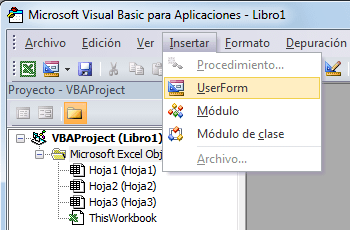 Microsoft Visual Basic para Aplicaciones - Libro1
Archivo Edición Ver Insertar Formato Depuración
Procedimiento...
UserForm
Módulo
Módulo de clase
Archivo...
Proyecto - VBAProject
VBAProject (Libro1)
Microsoft Excel Obj
Hoja1 (Hoja1)
Hoja2 (Hoja2)
Hoja3 (Hoja3)
ThisWorkbook